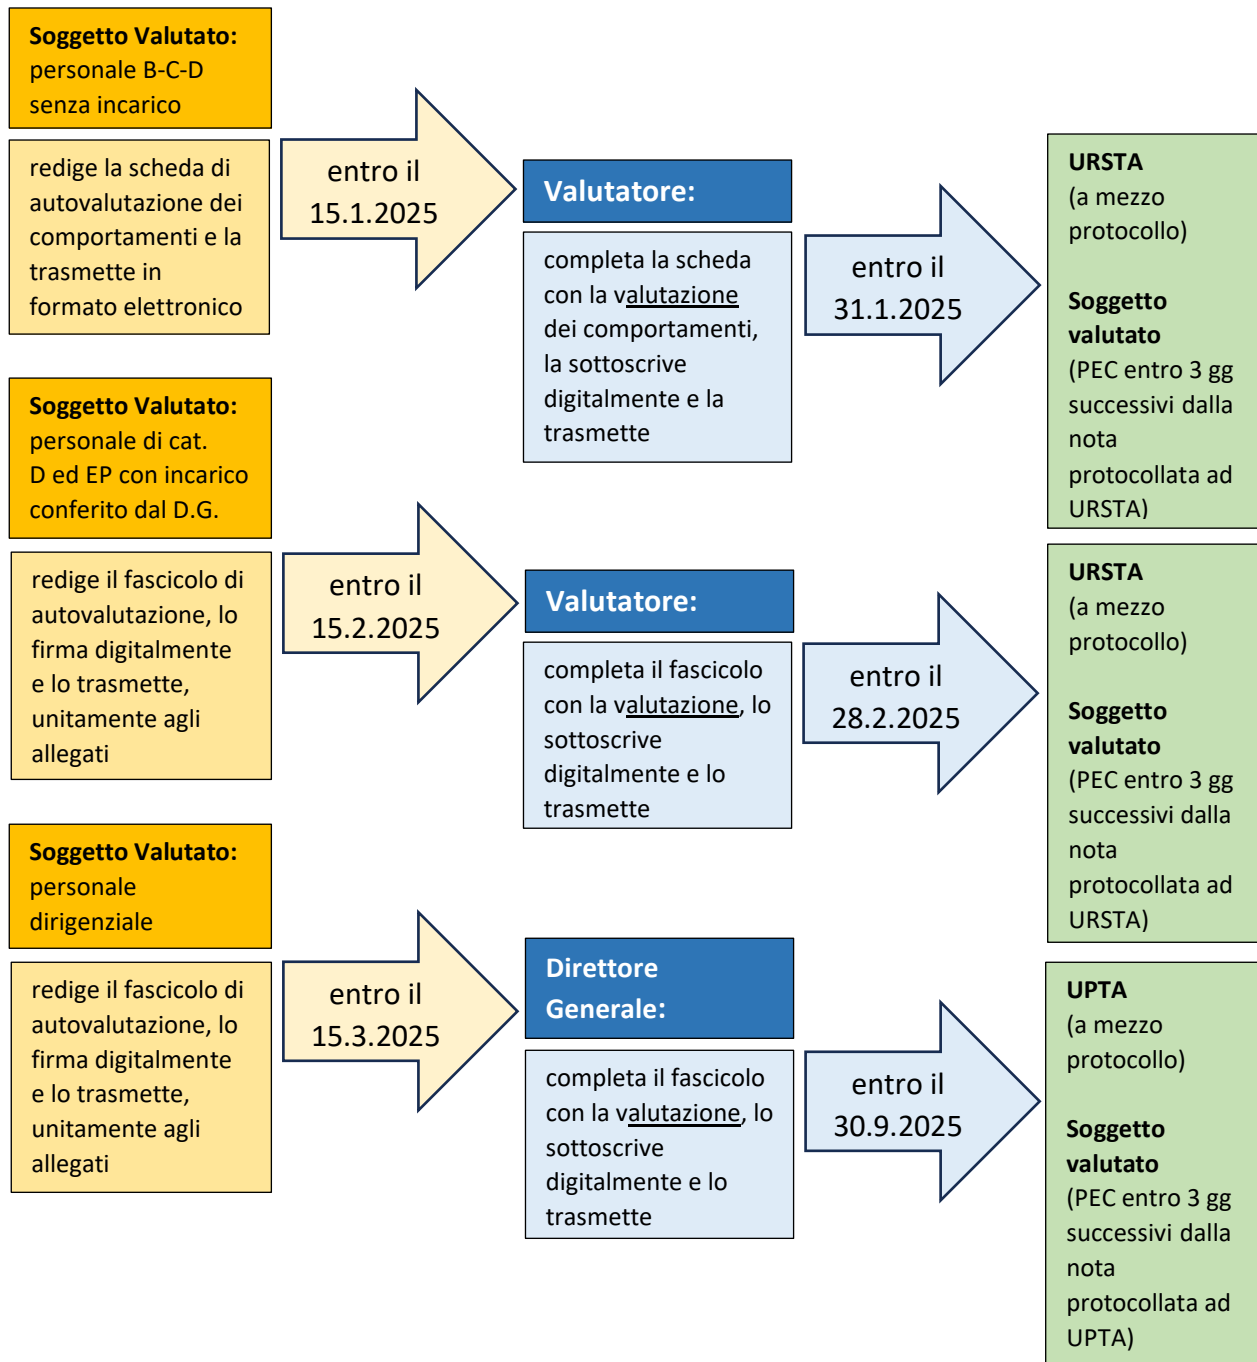 Soggetto Valutato:
personale B-C-D
senza incarico
redige la scheda di
autovalutazione dei
comportamenti e la
trasmette in
formato elettronico
entro il
15.1.2025
Valutatore:
completa la scheda
con la valutazione
dei comportamenti,
la sottoscrive
digitalmente e la
trasmette
entro il
31.1.2025
URSTA
(a mezzo
protocollo)
Soggetto
valutato
(PEC entro 3 gg
successivi dalla
nota
protocollata ad
URSTA)
Soggetto Valutato:
personale di cat.
D ed EP con incarico
conferito dal D.G.
redige il fascicolo di
autovalutazione, lo
firma digitalmente
e lo trasmette,
unitamente agli
allegati
entro il
15.2.2025
Valutatore:
completa il fascicolo
con la valutazione, lo
sottoscrive
digitalmente e lo
trasmette
entro il
28.2.2025
URSTA
(a mezzo
protocollo)
Soggetto
valutato
(PEC entro 3 gg
successivi dalla
nota
protocollata ad
URSTA)
Soggetto Valutato:
personale
dirigenziale
redige il fascicolo di
autovalutazione, lo
firma digitalmente
e lo trasmette,
unitamente agli
allegati
entro il
15.3.2025
Direttore
Generale:
completa il fascicolo
con la valutazione, lo
sottoscrive
digitalmente e lo
trasmette
entro il
30.9.2025
UPTA
(a mezzo
protocollo)
Soggetto
valutato
(PEC entro 3 gg
successivi dalla
nota
protocollata ad
UPTA)